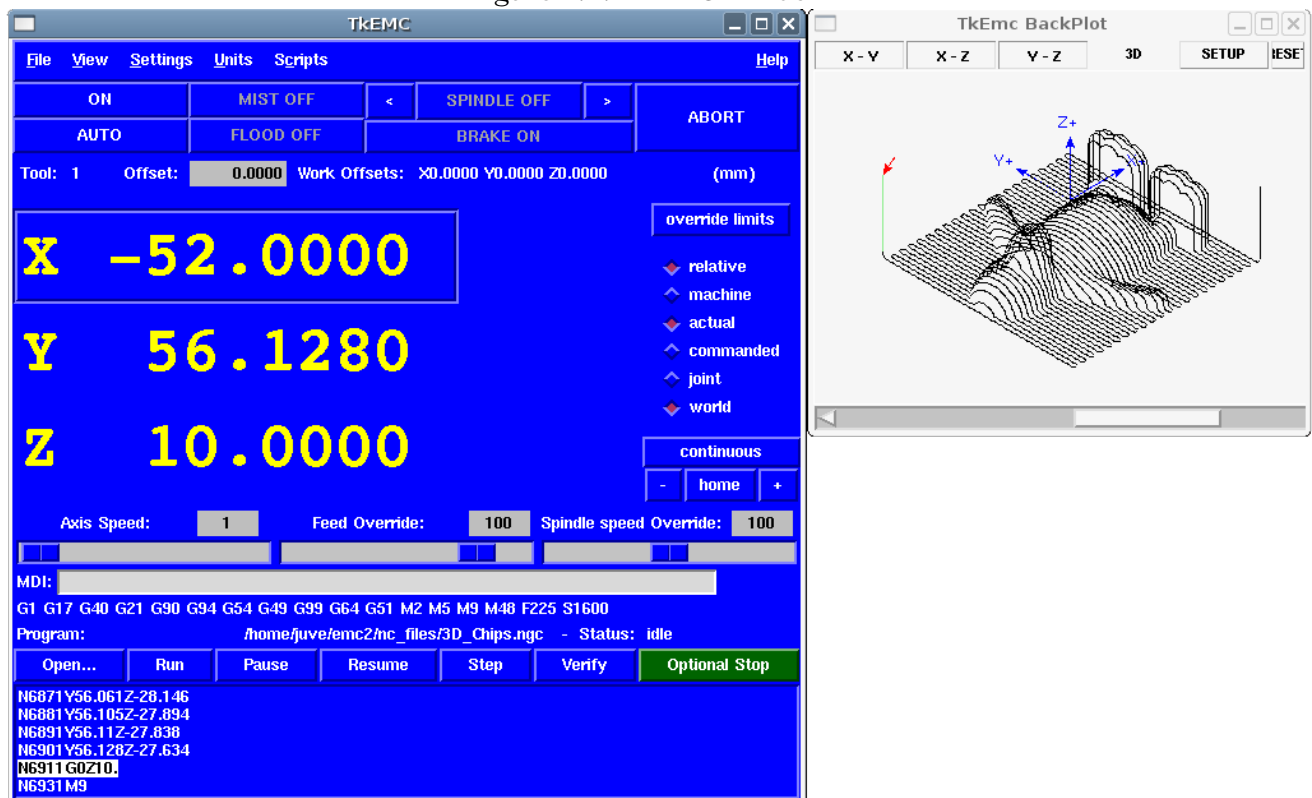 TkEMC
File View Settings Units Scripts Help
ON MIST OFF < SPINDLE OFF > ABORT
AUTO FLOOD OFF BRAKE ON
Tool: 1 Offset: 0.0000 Work Offsets: X0.0000 Y0.0000 Z0.0000 (mm)
override limits
X -52.0000
relative
machine
Y 56.1280
actual
commanded
joint
world
Z 10.0000
continuous
- home +
Axis Speed: 1 Feed Override: 100 Spindle speed Override: 100
MDI:
G1 G17 G40 G21 G90 G94 G54 G49 G99 G64 G51 M2 M5 M9 M48 F225 S1600
Program: /home/juve/emc2/nc_files/3D_Chips.ngc - Status: idle
Open... Run Pause Resume Step Verify Optional Stop
N6871Y56.061Z-28.146
N6881Y56.105Z-27.894
N6891Y56.11Z-27.838
N6901Y56.128Z-27.634
N6911G0Z10.
N6931M9
TkEmc BackPlot
X - Y X - Z Y - Z 3D SETUP
Z+
Y+ X+